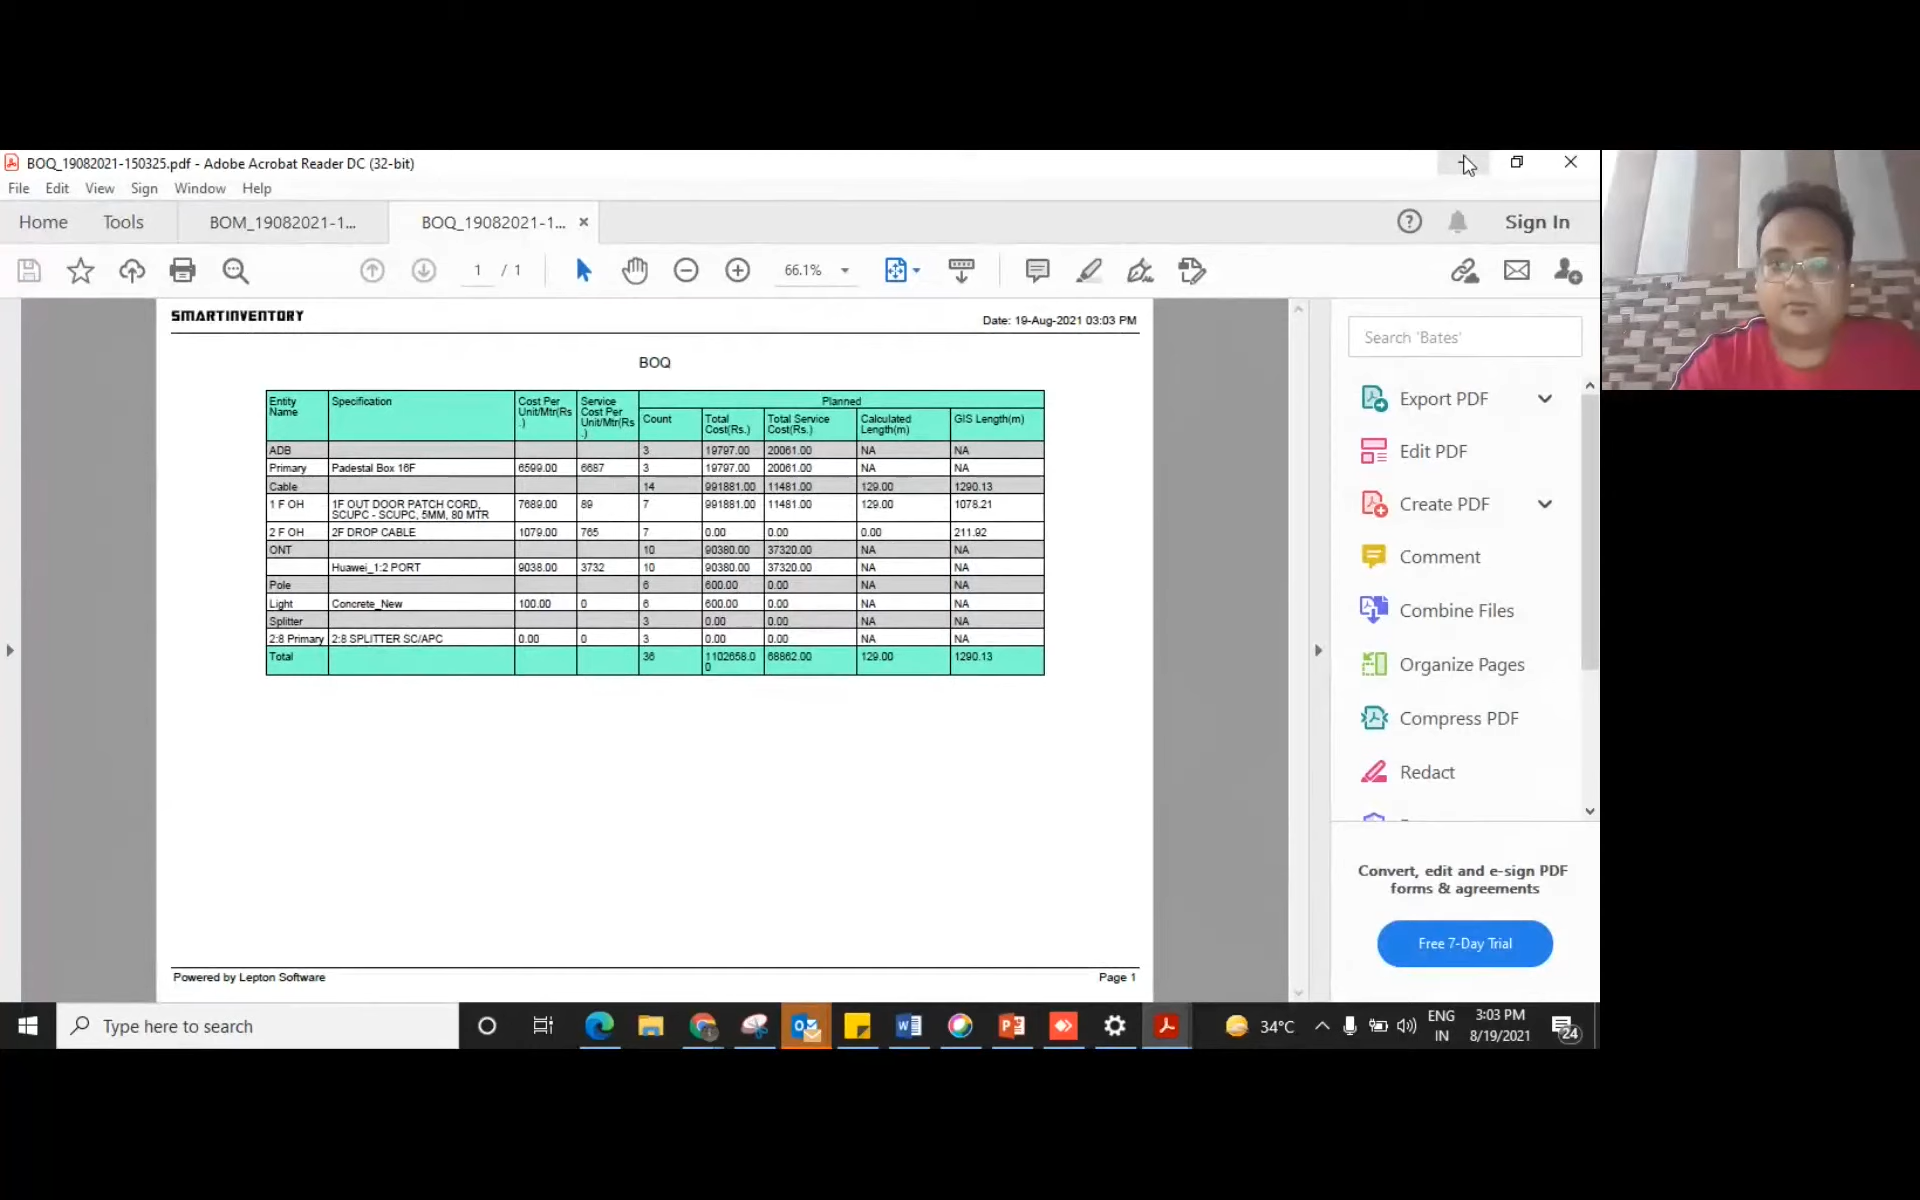 BOQ_19082021-150325.pdf - Adobe Acrobat Reader DC (32-bit)
File Edit View Sign Window Help
Home Tools BOM_19082021-1... BOQ_19082021-1... Sign In
1 / 1 66.1%
SMARTINVENTORY
Date: 19-Aug-2021 03:03 PM
BOQ
Entity Name Specification Cost Per Unit/Mtr(Rs.) Service Cost Per Unit/Mtr(Rs.) Planned
Count Total Cost(Rs.) Total Service Cost(Rs.) Calculated Length(m) GIS Length(m)
ADB 3 19797.00 20061.00 NA NA
Primary Padestal Box 16F 6599.00 6687 3 19797.00 20061.00 NA NA
Cable 14 991881.00 11481.00 129.00 1290.13
1 F OH 1F OUT DOOR PATCH CORD, SCUPC - SCUPC, 5MM, 80 MTR 7689.00 89 7 991881.00 11481.00 129.00 1078.21
2 F OH 2F DROP CABLE 1079.00 765 7 0.00 0.00 0.00 211.92
ONT 10 90380.00 37320.00 NA NA
Huawei_1:2 PORT 9038.00 3732 10 90380.00 37320.00 NA NA
Pole 6 600.00 0.00 NA NA
Light Concrete_New 100.00 0 6 600.00 0.00 NA NA
Splitter 3 0.00 0.00 NA NA
2:8 Primary 2:8 SPLITTER SC/APC 0.00 0 3 0.00 0.00 NA NA
Total 36 1102658.00 68862.00 129.00 1290.13
Powered by Lepton Software
Page 1
Search 'Bates'
Export PDF
Edit PDF
Create PDF
Comment
Combine Files
Organize Pages
Compress PDF
Redact
Convert, edit and e-sign PDF
forms & agreements
Free 7-Day Trial
Type here to search
34°C
ENG
IN
3:03 PM
8/19/2021
24